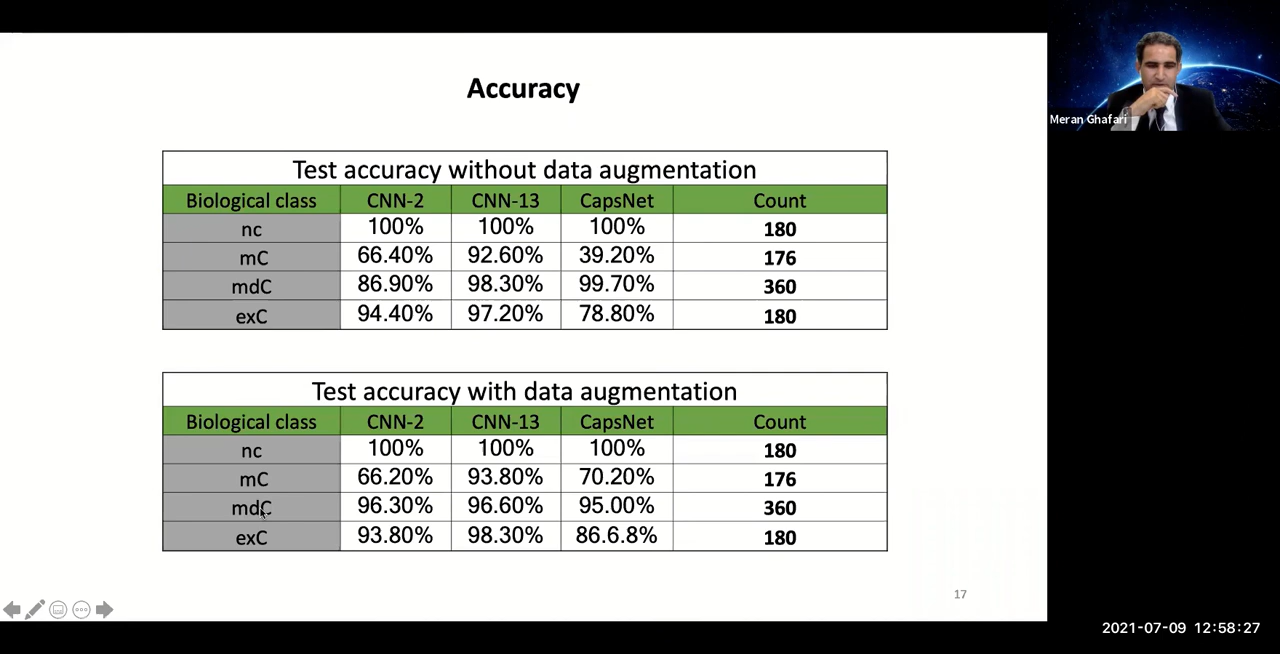 Accuracy
Test accuracy without data augmentation
Biological class CNN-2 CNN-13 CapsNet Count
nc 100% 100% 100% 180
mC 66.40% 92.60% 39.20% 176
mdC 86.90% 98.30% 99.70% 360
exC 94.40% 97.20% 78.80% 180
Test accuracy with data augmentation
Biological class CNN-2 CNN-13 CapsNet Count
nc 100% 100% 100% 180
mC 66.20% 93.80% 70.20% 176
mdC 96.30% 96.60% 95.00% 360
exC 93.80% 98.30% 86.6.8% 180
17
Meran Ghafari
2021-07-09 12:58:27